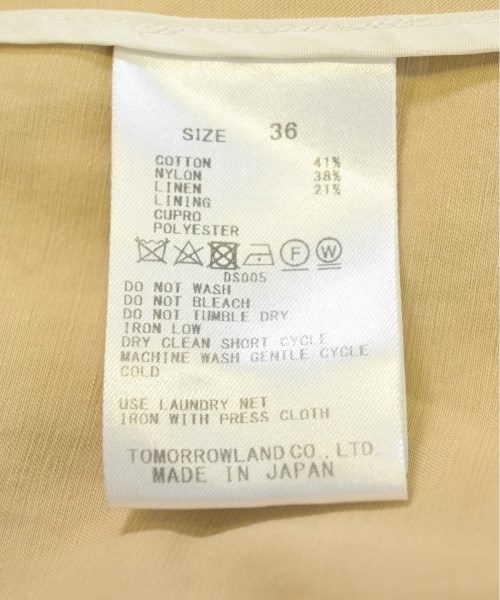 SIZE 36
COTTON 41%
NYLON 38%
LINEN 21%
LINING
CUPRO
POLYESTER
F W
DS005
DO NOT WASH
DO NOT BLEACH
DO NOT TUMBLE DRY
IRON LOW
DRY CLEAN SHORT CYCLE
MACHINE WASH GENTLE CYCLE
COLD
USE LAUNDRY NET
IRON WITH PRESS CLOTH
TOMORROWLAND CO., LTD.
MADE IN JAPAN